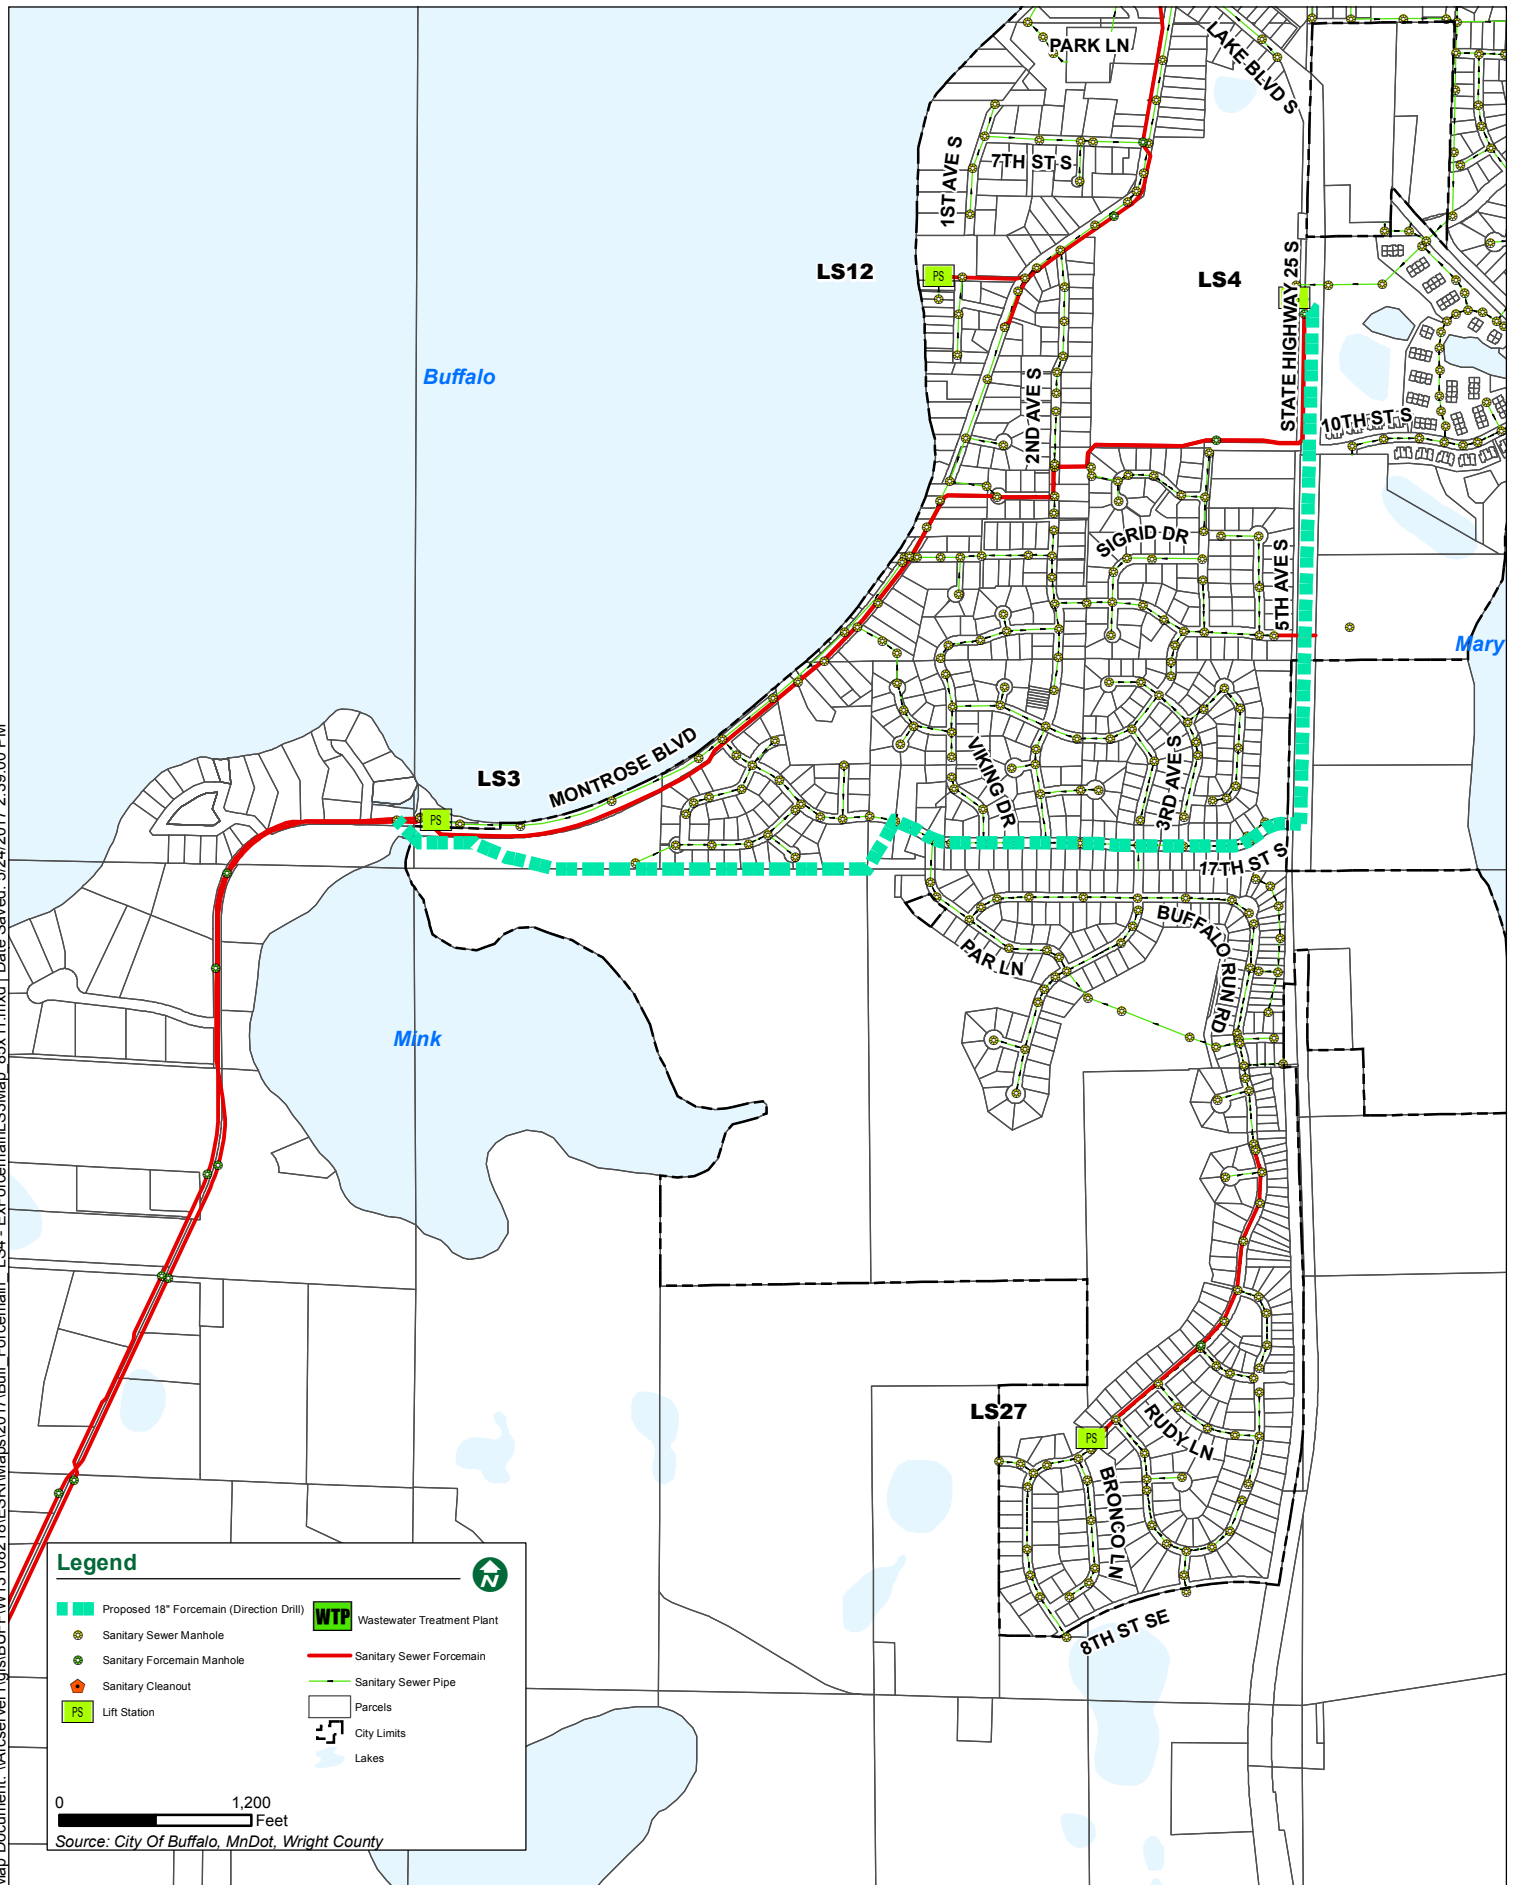 PARK LN
LAKE BLVD S
1ST AVE S
7TH ST S
LS12
PS
LS4
STATE HIGHWAY 25 S
Buffalo
2ND AVE S
10TH ST S
SIGRID DR
5TH AVE S
Mary
MONTROSE BLVD
LS3
PS
VIKING DR
3RD AVE S
17TH ST S
BUFFALO RUN RD
PAR LN
Mink
LS27
PS
RUDY LN
BRONCO LN
8TH ST SE
Legend
N
Proposed 18" Forcemain (Direction Drill)
Sanitary Sewer Manhole
Sanitary Forcemain Manhole
Sanitary Cleanout
PS Lift Station
WTP Wastewater Treatment Plant
Sanitary Sewer Forcemain
Sanitary Sewer Pipe
Parcels
City Limits
Lakes
0 1,200
Feet
Source: City Of Buffalo, MnDot, Wright County